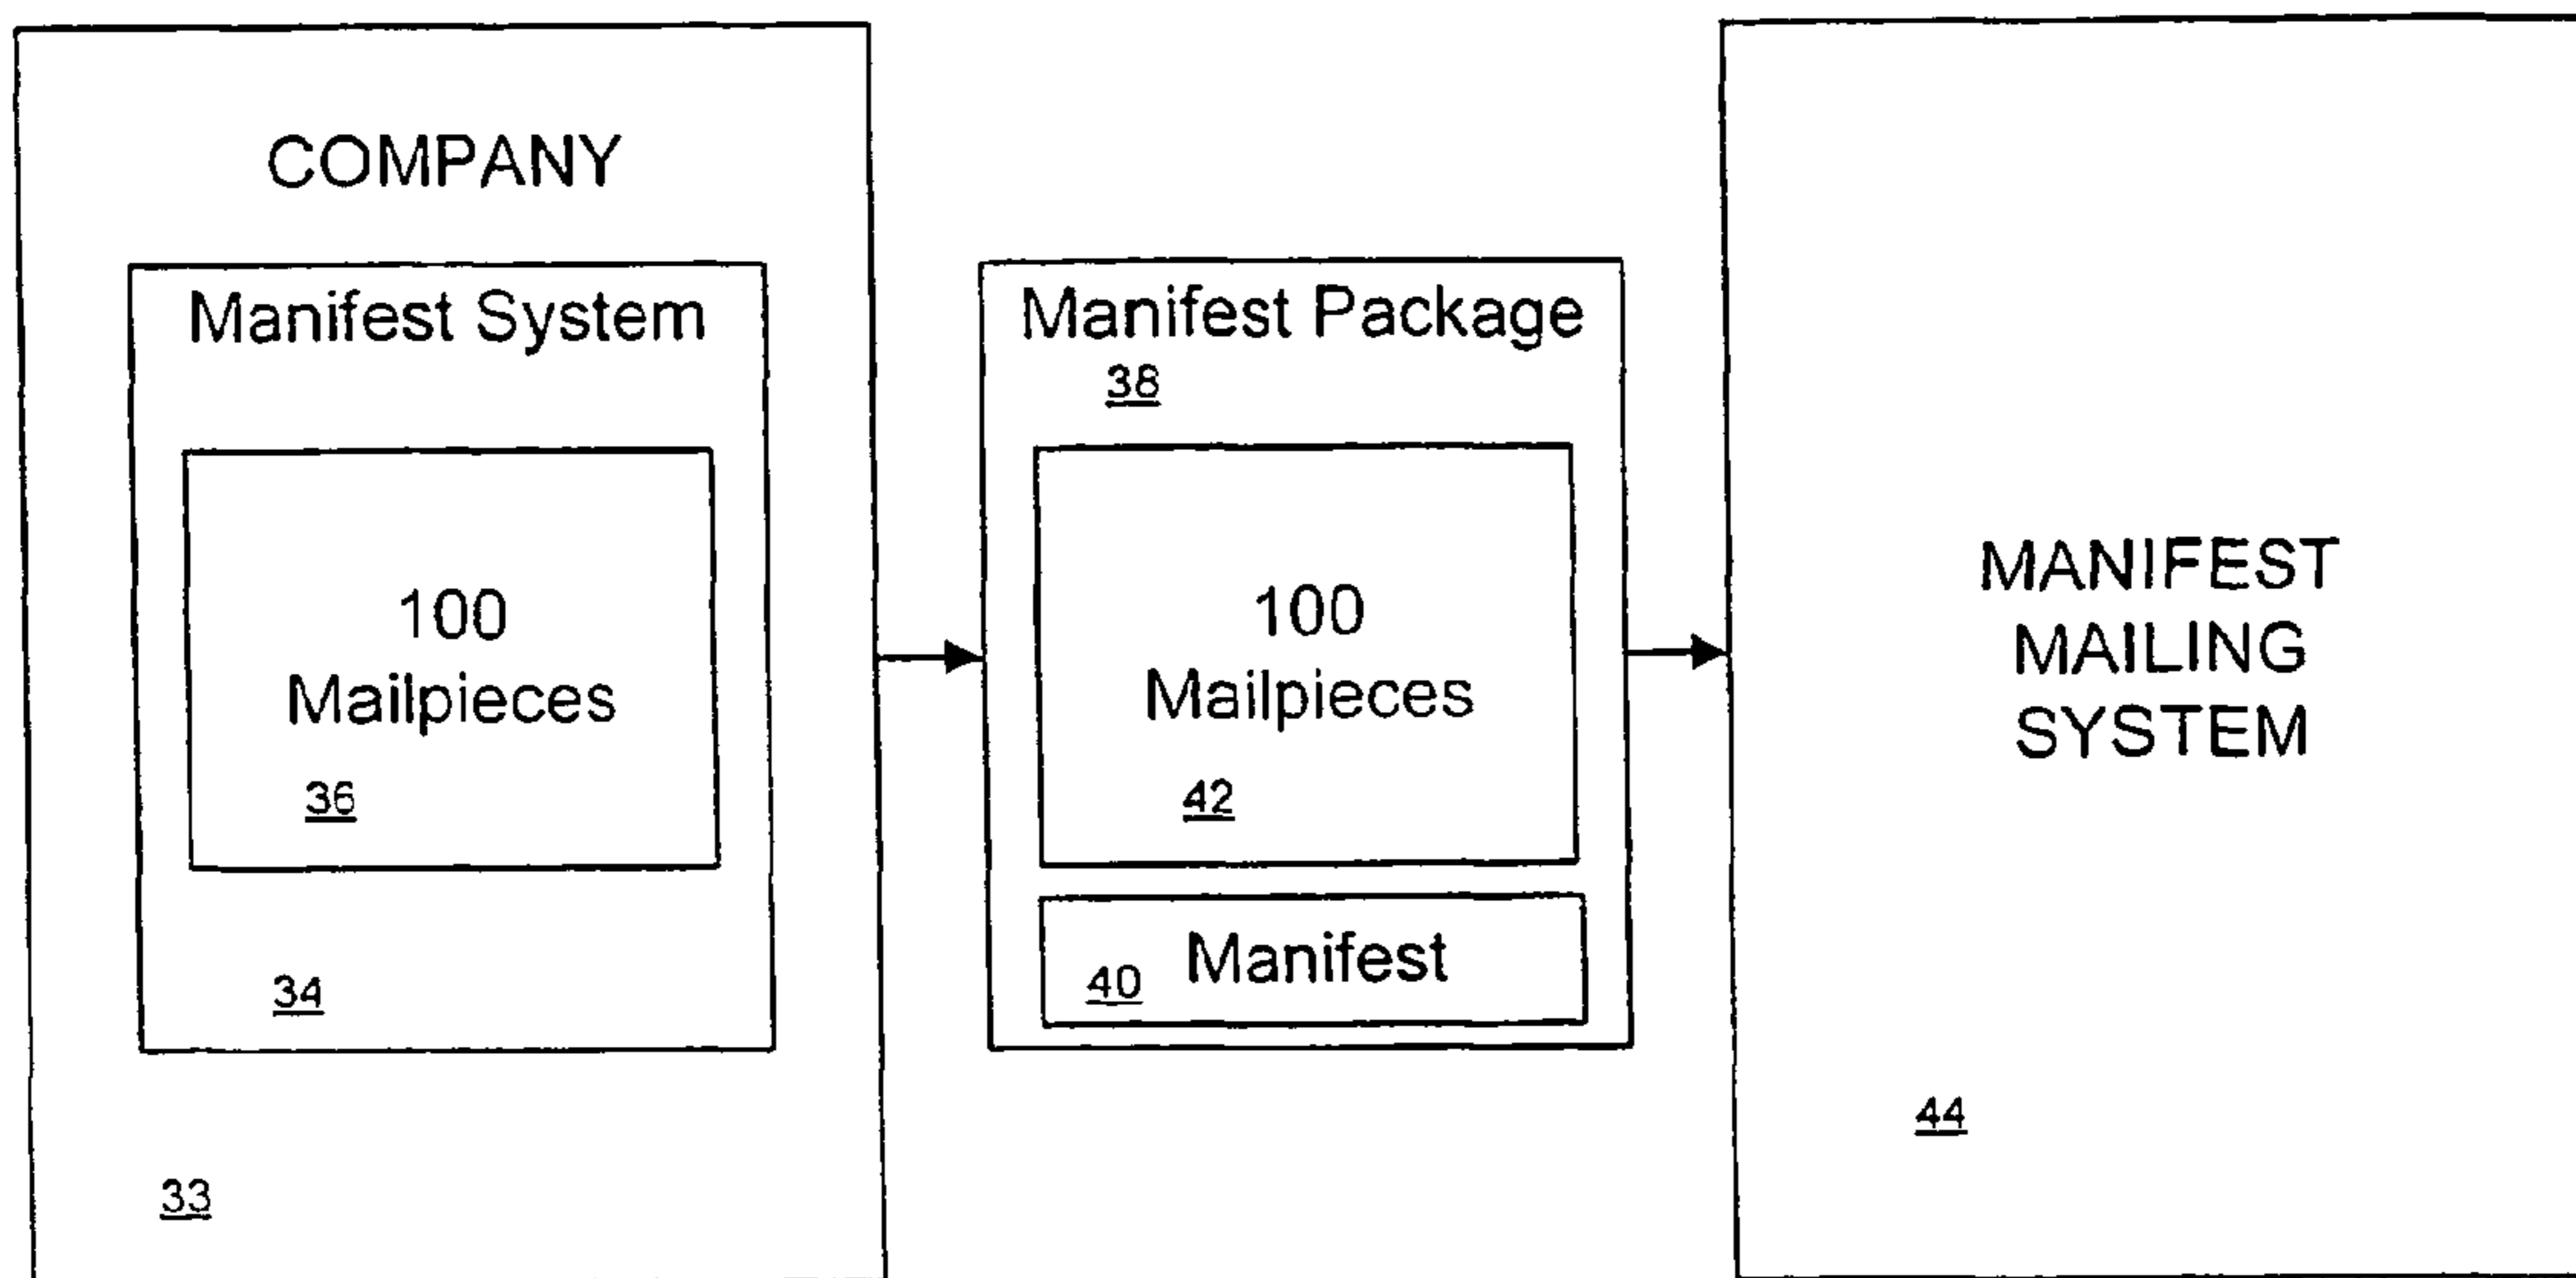 COMPANY
Manifest System
100
Mailpieces
36
34
33
Manifest Package
38
100
Mailpieces
42
40 Manifest
MANIFEST
MAILING
SYSTEM
44